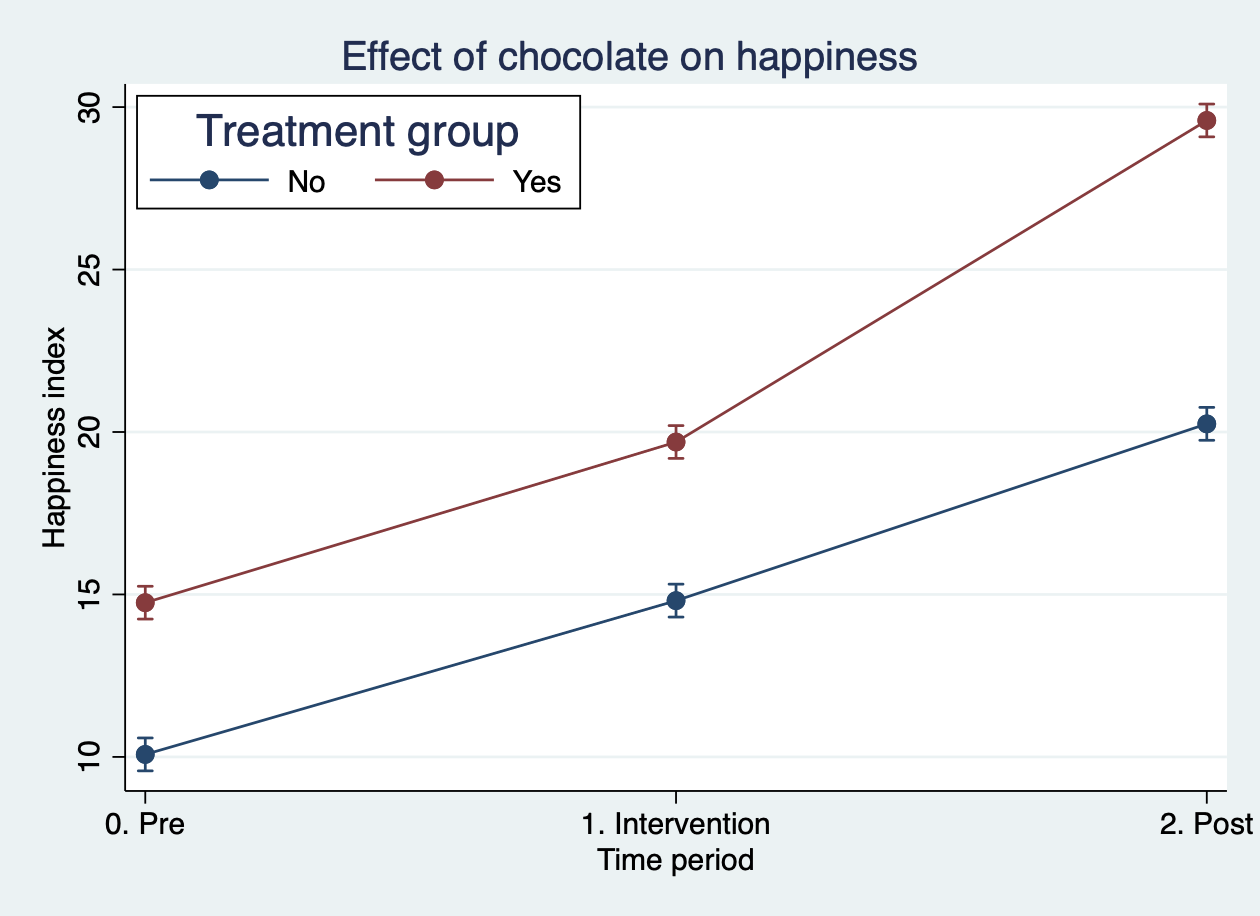 Effect of chocolate on happiness
Treatment group
No Yes
Happiness index
30
25
20
15
10
0. Pre 1. Intervention 2. Post
Time period